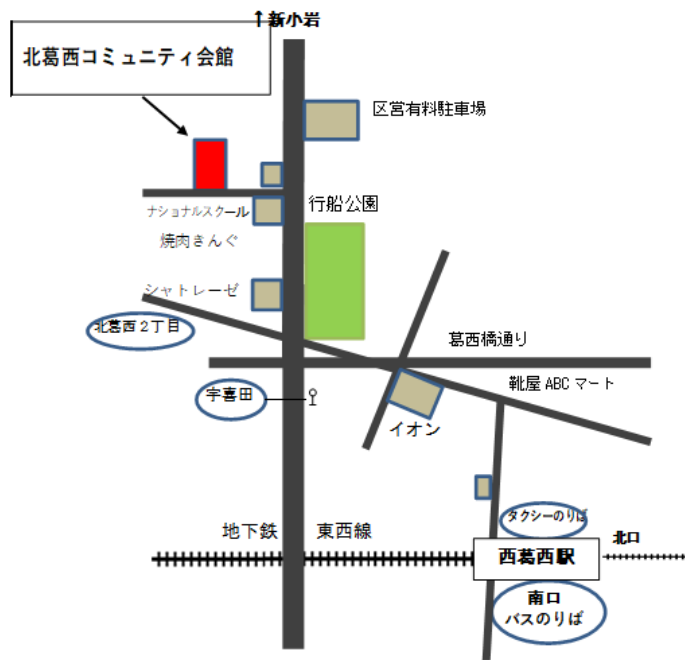 ↑新小岩
北葛西コミュニティ会館
区営有料駐車場
ナショナルスクール
行船公園
焼肉きんぐ
シャトレーゼ
北葛西2丁目
葛西橋通り
靴屋ABCマート
宇喜田
イオン
タクシーのりば
地下鉄 東西線
北口
西葛西駅
南口
バスのりば